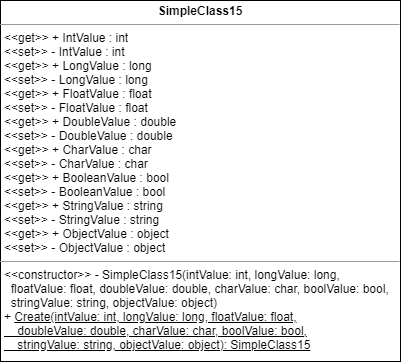 SimpleClass15
<<get>> + IntValue : int
<<set>> - IntValue : int
<<get>> + LongValue : long
<<set>> - LongValue : long
<<get>> + FloatValue : float
<<set>> - FloatValue : float
<<get>> + DoubleValue : double
<<set>> - DoubleValue : double
<<get>> + CharValue : char
<<set>> - CharValue : char
<<get>> + BooleanValue : bool
<<set>> - BooleanValue : bool
<<get>> + StringValue : string
<<set>> - StringValue : string
<<get>> + ObjectValue : object
<<set>> - ObjectValue : object
<<constructor>> - SimpleClass15(intValue: int, longValue: long,
floatValue: float, doubleValue: double, charValue: char, boolValue: bool,
stringValue: string, objectValue: object)
+ Create(intValue: int, longValue: long, floatValue: float,
doubleValue: double, charValue: char, boolValue: bool,
stringValue: string, objectValue: object): SimpleClass15